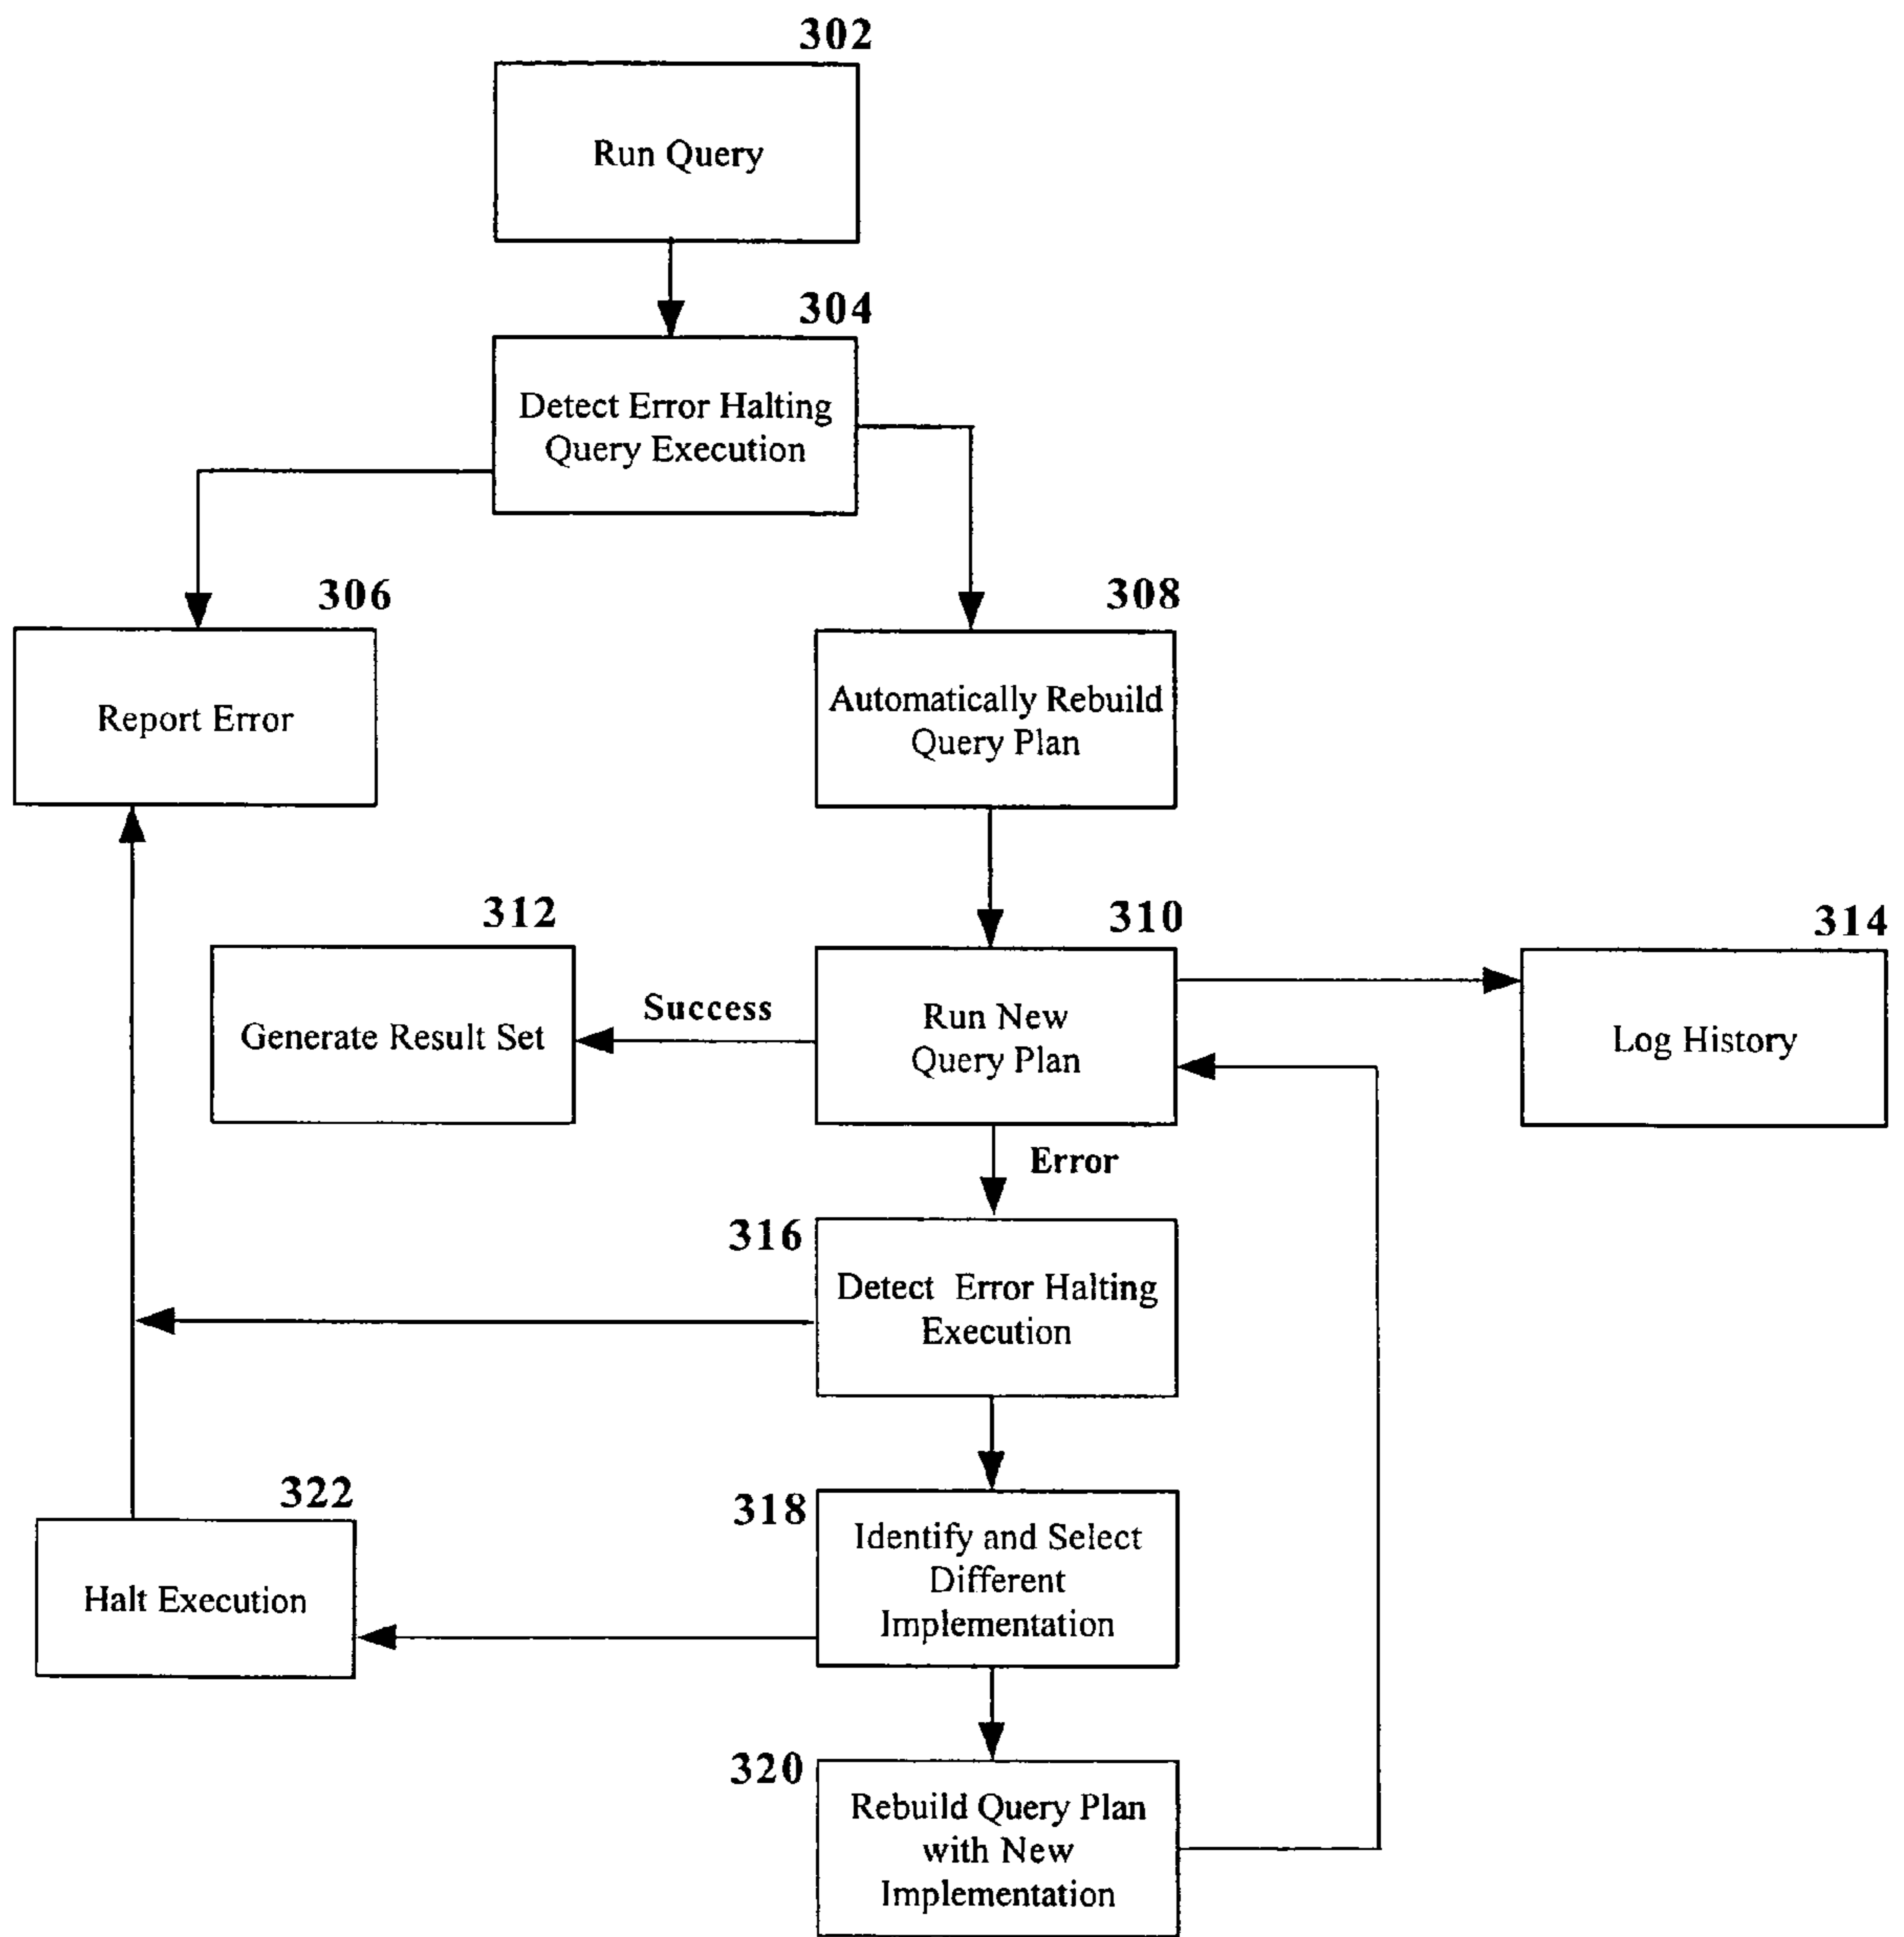 302
Run Query
304
Detect Error Halting
Query Execution
306
Report Error
308
Automatically Rebuild
Query Plan
312
Generate Result Set
Success
310
Run New
Query Plan
314
Log History
Error
316
Detect Error Halting
Execution
318
Identify and Select
Different
Implementation
322
Halt Execution
320
Rebuild Query Plan
with New
Implementation